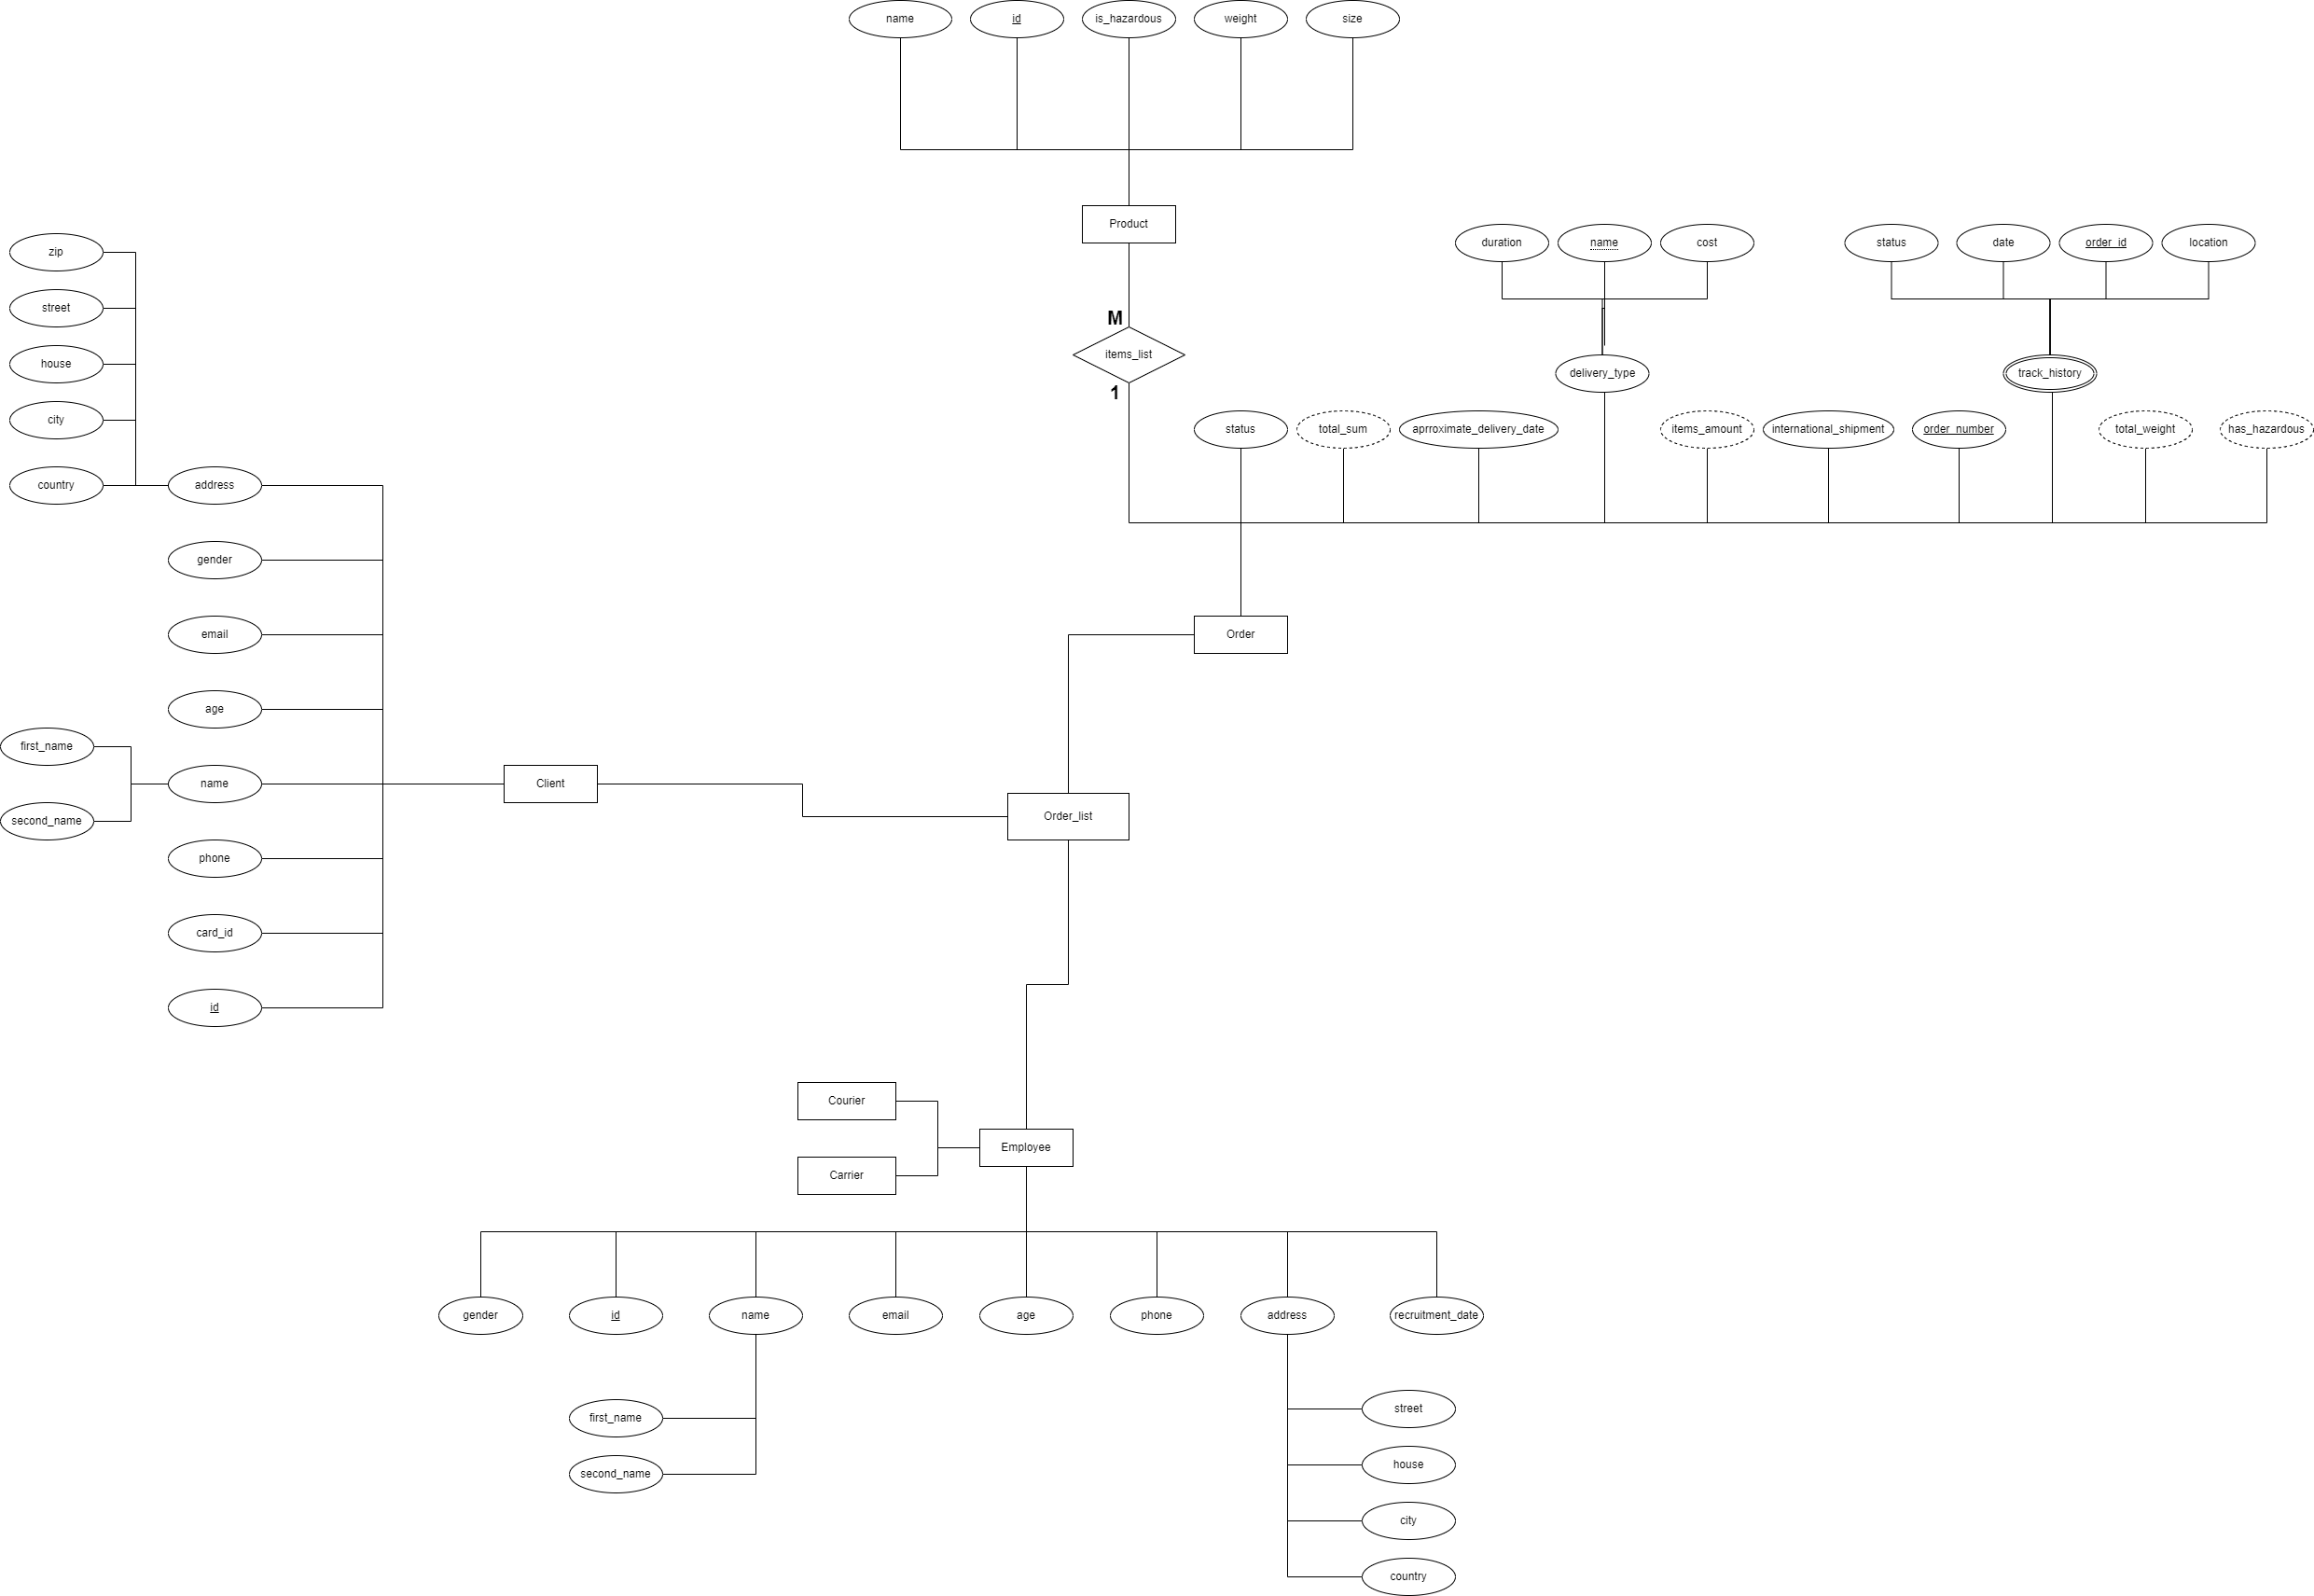 name
id
is_hazardous
weight
size
Product
duration
name
cost
status
date
order_id
location
zip
street
house
city
country
address
M
items_list
1
delivery_type
track_history
status
total_sum
aprroximate_delivery_date
items_amount
international_shipment
order_number
total_weight
has_hazardous
gender
email
age
first_name
name
second_name
phone
card_id
id
Order
Client
Order_list
Courier
Employee
Carrier
gender
id
name
email
age
phone
address
recruitment_date
first_name
second_name
street
house
city
country